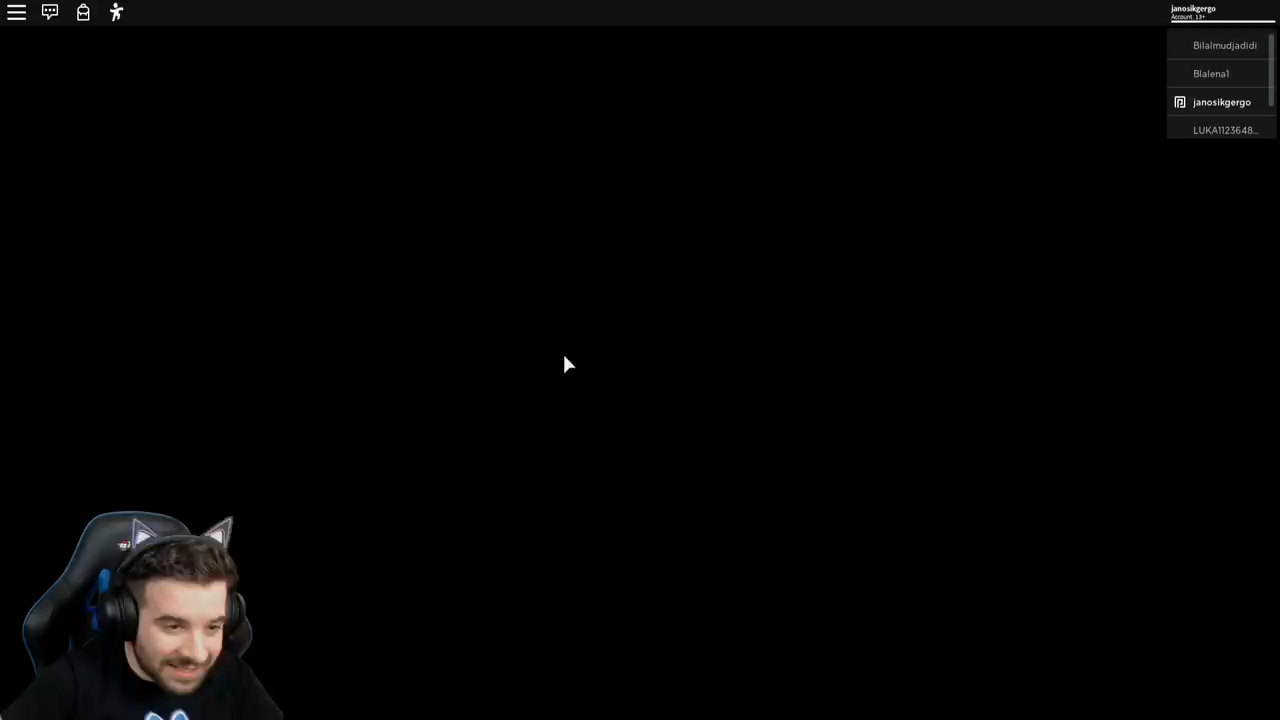 janosikgergo
Account: 13+
Bilalmudjadidi
Blalena1
janosikgergo
LUKA1123648...